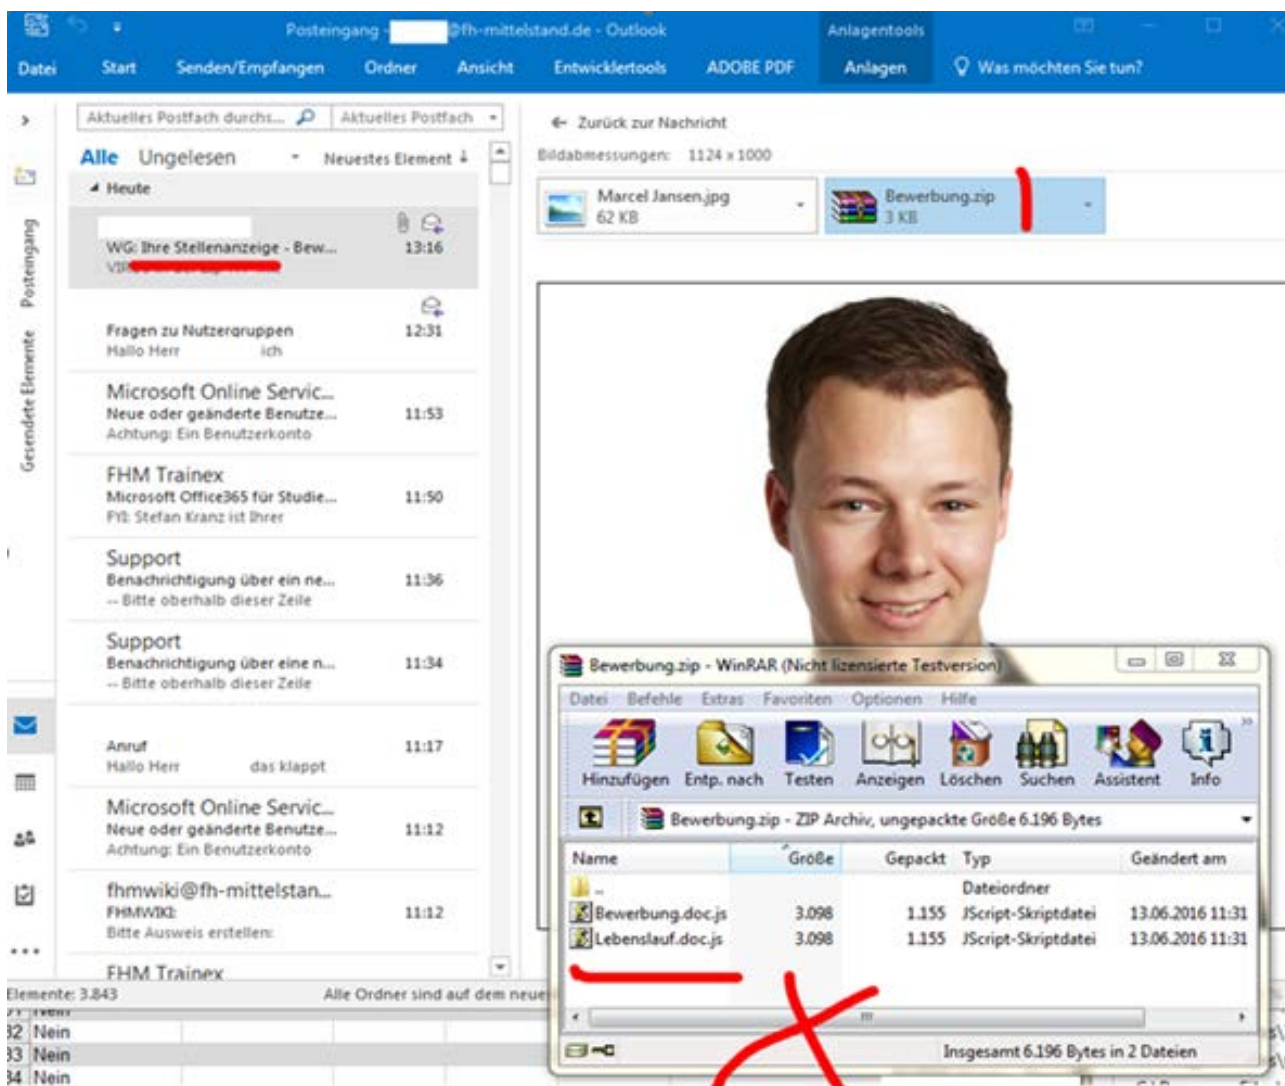 Posteingang - @fh-mittelstand.de - Outlook
Anlagentools
Datei Start Senden/Empfangen Ordner Ansicht Entwicklertools ADOBE PDF Anlagen Was möchten Sie tun?
Aktuelles Postfach durchs... Aktuelles Postfach
Alle Ungelesen Neuestes Element ↓
Heute
WG: Ihre Stellenanzeige - Bew... 13:16
Fragen zu Nutzergruppen 12:31
Hallo Herr ich
Microsoft Online Servic...
Neue oder geänderte Benutze... 11:53
Achtung: Ein Benutzerkonto
FHM Trainex
Microsoft Office365 für Studie... 11:50
FYI: Stefan Kranz ist Ihrer
Support
Benachrichtigung über ein ne... 11:36
-- Bitte oberhalb dieser Zeile
Support
Benachrichtigung über eine n... 11:34
-- Bitte oberhalb dieser Zeile
Anruf 11:17
Hallo Herr das klappt
Microsoft Online Servic...
Neue oder geänderte Benutze... 11:12
Achtung: Ein Benutzerkonto
fhmwiki@fh-mittelstan...
FHMWIKI: 11:12
Bitte Ausweis erstellen:
FHM Trainex
Posteingang
Gesendete Elemente
Elemente: 3.843
Alle Ordner sind auf dem neue
← Zurück zur Nachricht
Bildabmessungen: 1124 x 1000
Marcel Jansen.jpg
62 KB
Bewerbung.zip
3 KB
Bewerbung.zip - WinRAR (Nicht lizensierte Testversion)
Datei Befehle Extras Favoriten Optionen Hilfe
Hinzufügen Entp. nach Testen Anzeigen Löschen Suchen Assistent Info
Bewerbung.zip - ZIP Archiv, ungepackte Größe 6.196 Bytes
Name Größe Gepackt Typ Geändert am
.. Dateiordner
Bewerbung.doc.js 3.098 1.155 JScript-Skriptdatei 13.06.2016 11:31
Lebenslauf.doc.js 3.098 1.155 JScript-Skriptdatei 13.06.2016 11:31
Insgesamt 6.196 Bytes in 2 Dateien
32 Nein
33 Nein
34 Nein